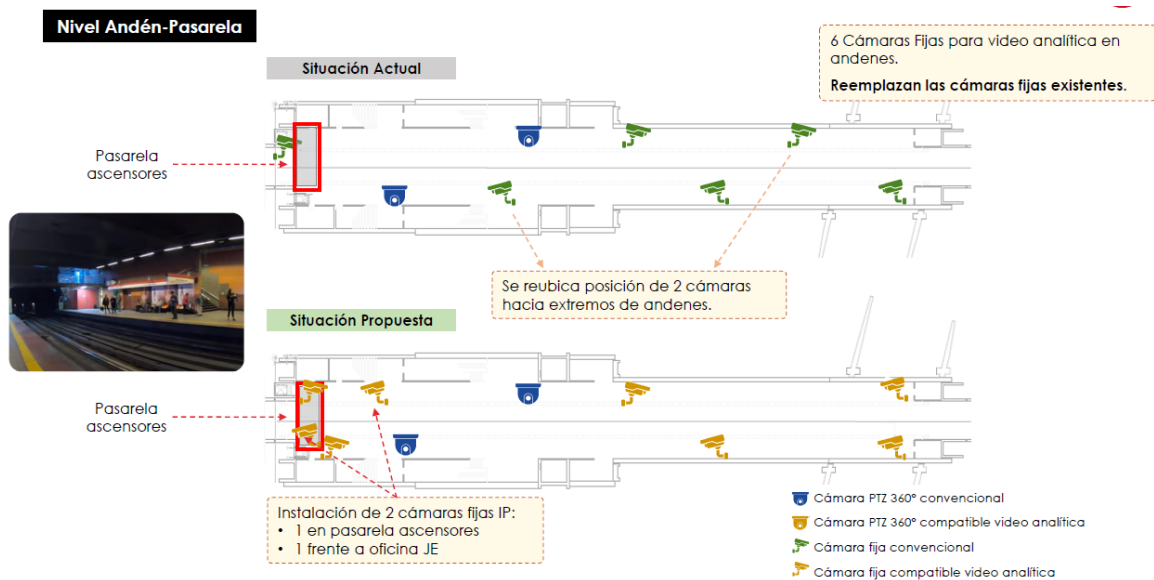 Nivel Andén-Pasarela
6 Cámaras Fijas para video analítica en
andenes.
Reemplazan las cámaras fijas existentes.
Situación Actual
Pasarela
ascensores
Se reubica posición de 2 cámaras
hacia extremos de andenes.
Situación Propuesta
Pasarela
ascensores
Instalación de 2 cámaras fijas IP:
• 1 en pasarela ascensores
• 1 frente a oficina JE
Cámara PTZ 360° convencional
Cámara PTZ 360° compatible video analítica
Cámara fija convencional
Cámara fija compatible video analítica